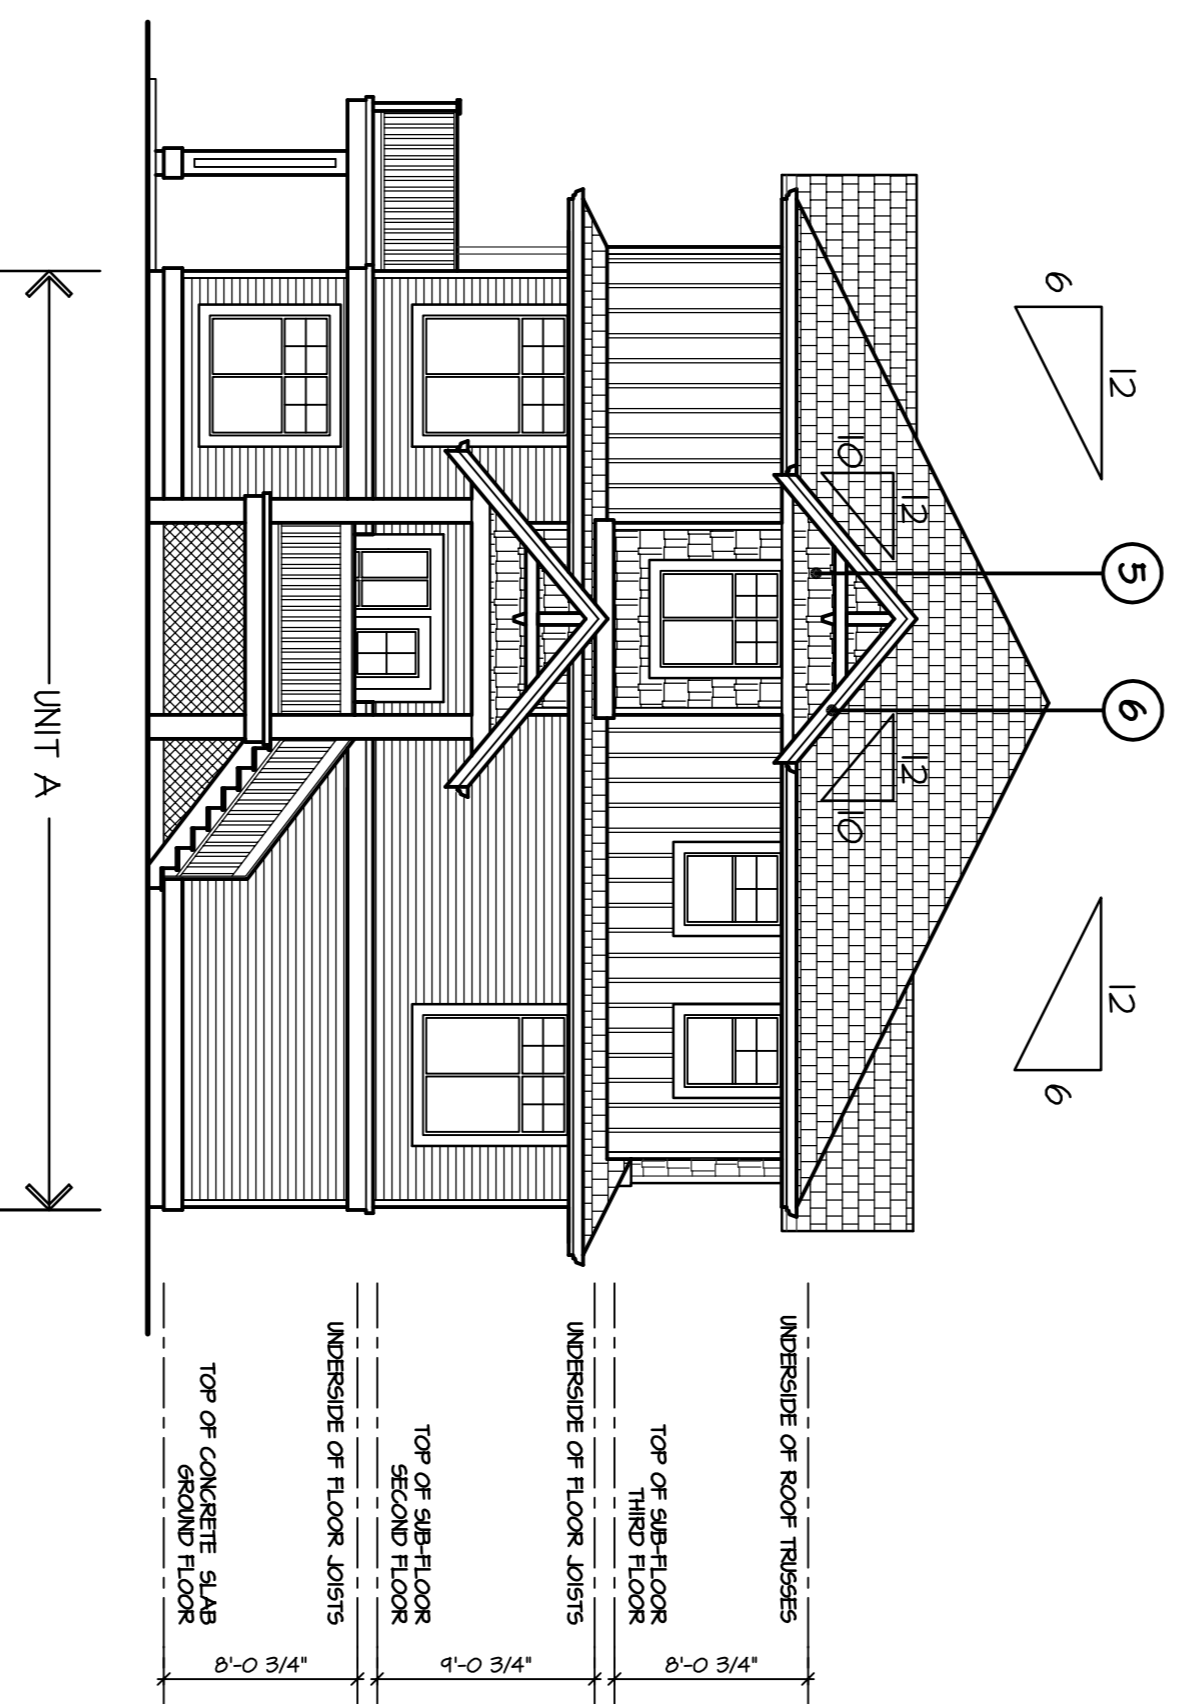 5
6
12
6
12
6
12
10
12
10
UNDERSIDE OF ROOF TRUSSES
8'-0 3/4"
TOP OF SUB-FLOOR
THIRD FLOOR
UNDERSIDE OF FLOOR JOISTS
9'-0 3/4"
TOP OF SUB-FLOOR
SECOND FLOOR
UNDERSIDE OF FLOOR JOISTS
8'-0 3/4"
TOP OF CONCRETE SLAB
GROUND FLOOR
UNIT A